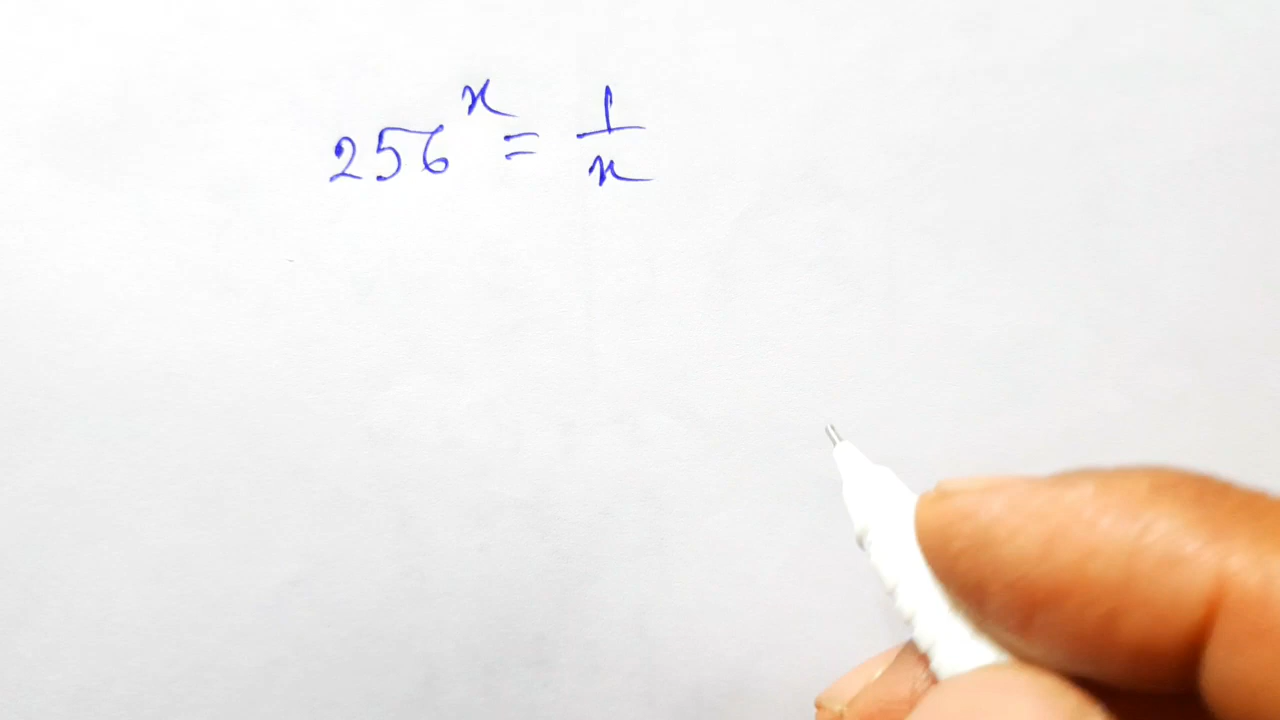 256^x = 1/x